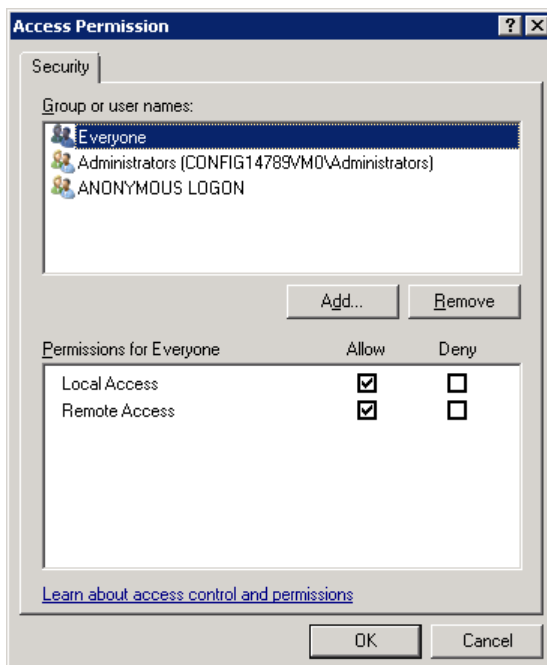 Access Permission
Security
Group or user names:
Everyone
Administrators (CONFIG14789VM0\Administrators)
ANONYMOUS LOGON
Add... Remove
Permissions for Everyone Allow Deny
Local Access
Remote Access
Learn about access control and permissions
OK Cancel